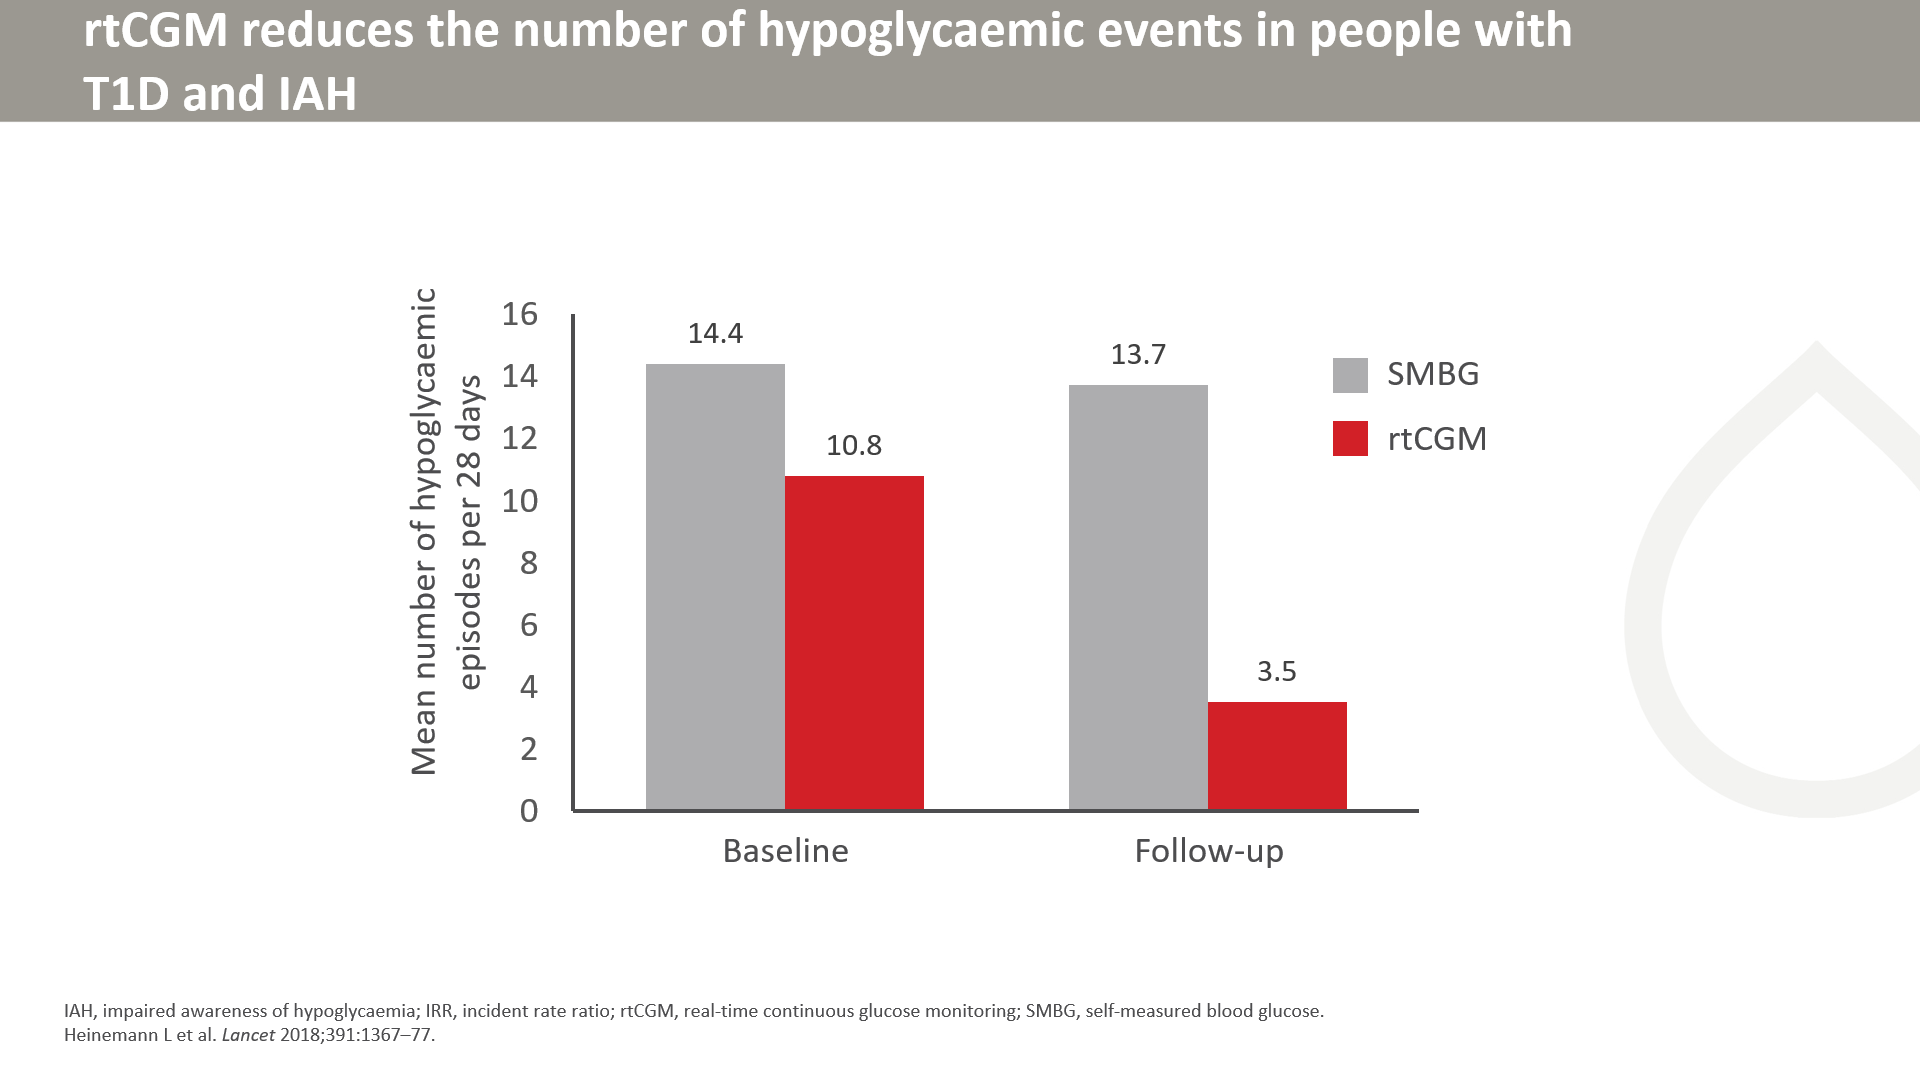 rtCGM reduces the number of hypoglycaemic events in people with
T1D and IAH
Mean number of hypoglycaemic
episodes per 28 days
16
14
12
10
8
6
4
2
0
14.4
10.8
13.7
3.5
Baseline
Follow-up
SMBG
rtCGM
IAH, impaired awareness of hypoglycaemia; IRR, incident rate ratio; rtCGM, real-time continuous glucose monitoring; SMBG, self-measured blood glucose.
Heinemann L et al. Lancet 2018;391:1367–77.